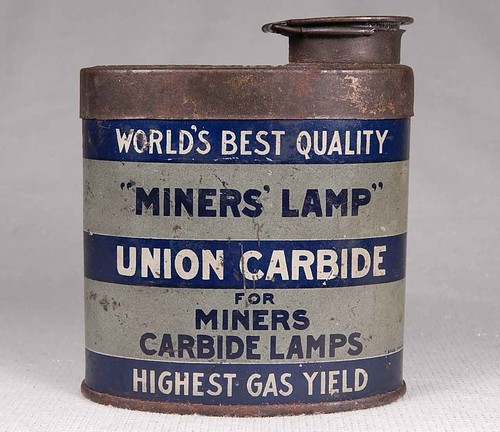 WORLD'S BEST QUALITY
"MINERS' LAMP"
UNION CARBIDE
FOR
MINERS
CARBIDE LAMPS
HIGHEST GAS YIELD